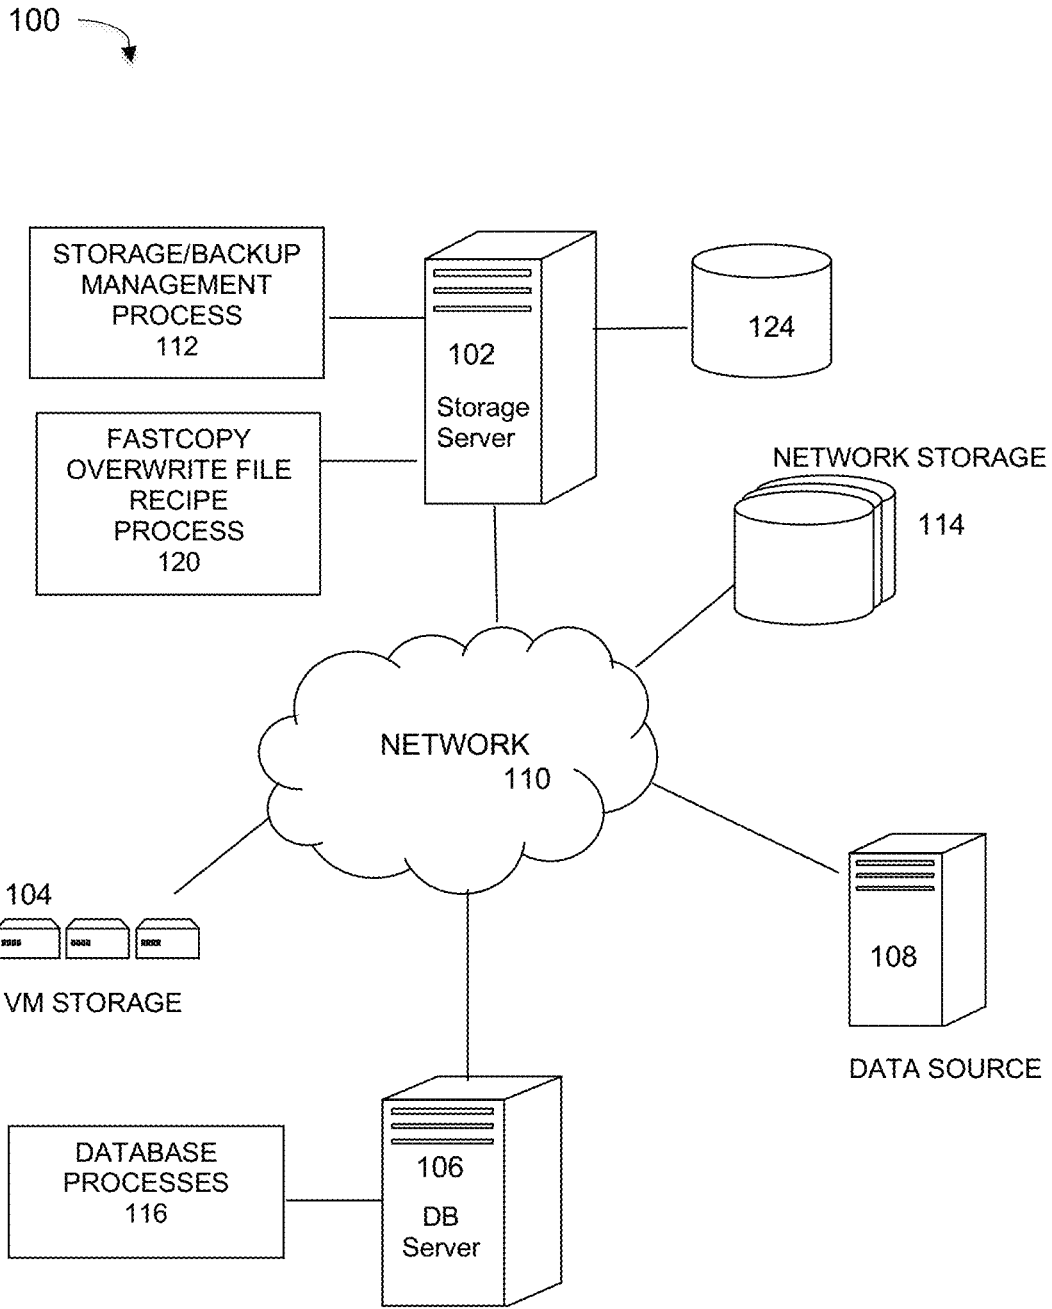 100
STORAGE/BACKUP
MANAGEMENT
PROCESS
112
102
Storage
Server
124
FASTCOPY
OVERWRITE FILE
RECIPE
PROCESS
120
NETWORK STORAGE
114
NETWORK
110
104
VM STORAGE
108
DATA SOURCE
DATABASE
PROCESSES
116
106
DB
Server